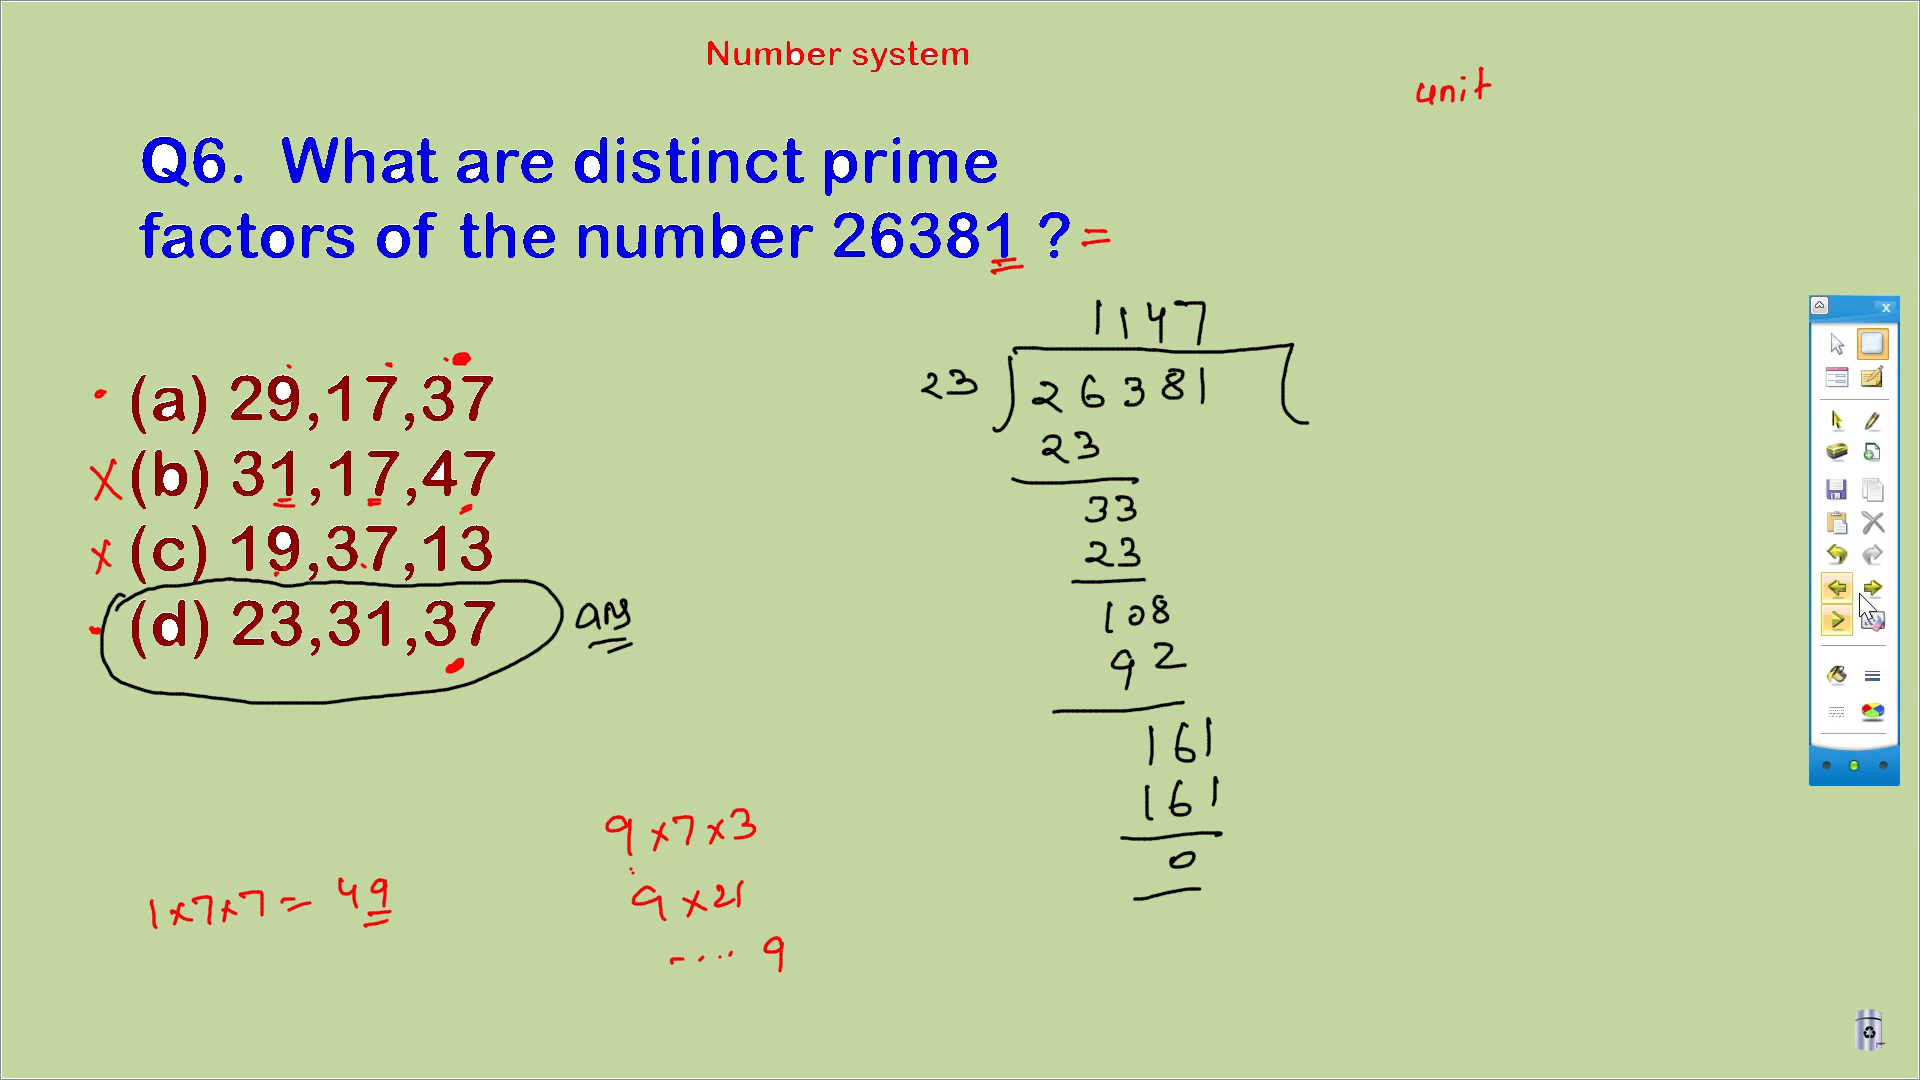 Number system
unit
Q6. What are distinct prime
factors of the number 26381 ? =
(a) 29,17,37
X (b) 31,17,47
x (c) 19,37,13
(d) 23,31,37 ans
1147
23 ) 26381 (
23
33
23
108
92
161
161
0
9 x 7 x 3
9 x 21
.... 9
1 x 7 x 7 = 49